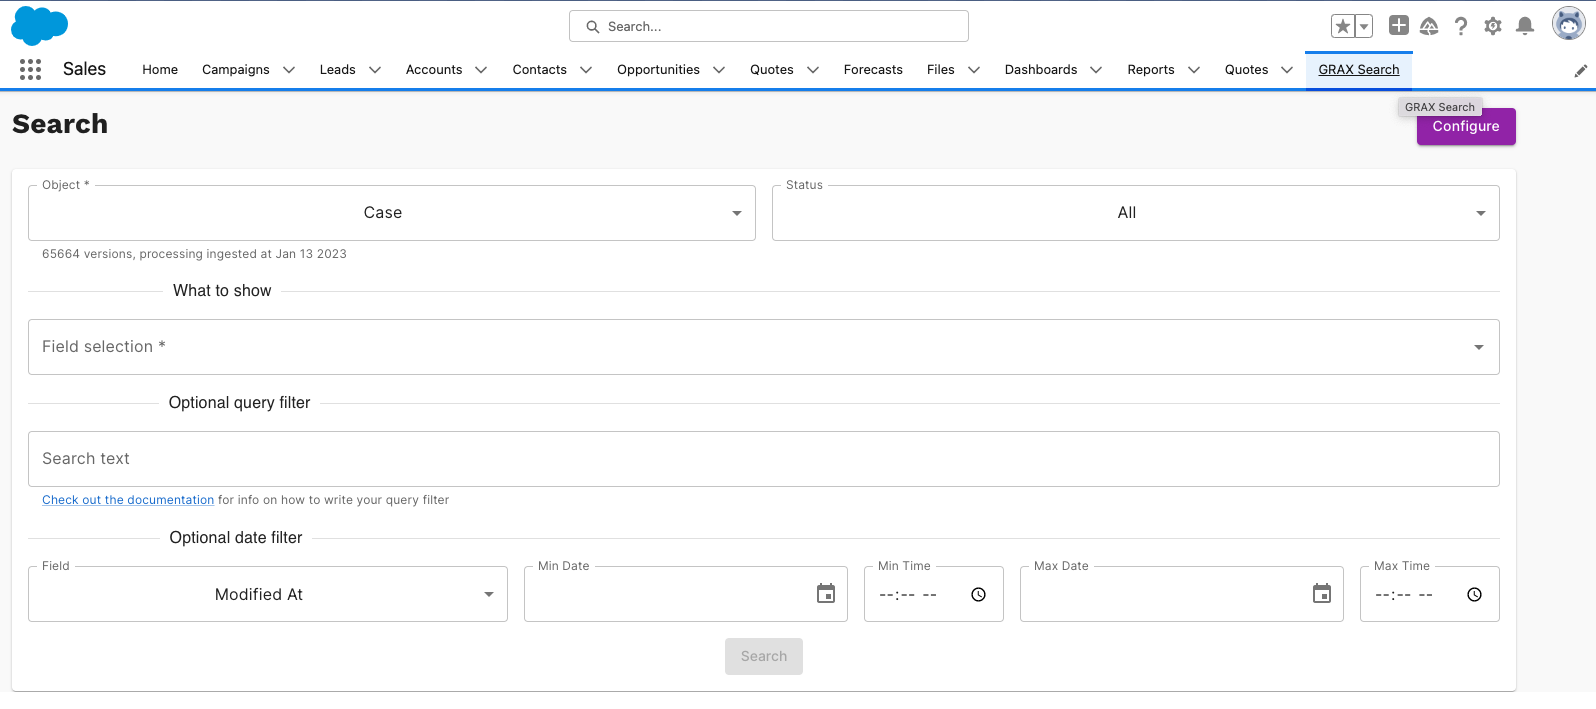 Search...
Sales Home Campaigns Leads Accounts Contacts Opportunities Quotes Forecasts Files Dashboards Reports Quotes GRAX Search
GRAX Search
Search
Configure
Object * Status
Case All
65664 versions, processing ingested at Jan 13 2023
What to show
Field selection *
Optional query filter
Search text
Check out the documentation for info on how to write your query filter
Optional date filter
Field Min Date Min Time Max Date Max Time
Modified At --:-- -- --:-- --
Search